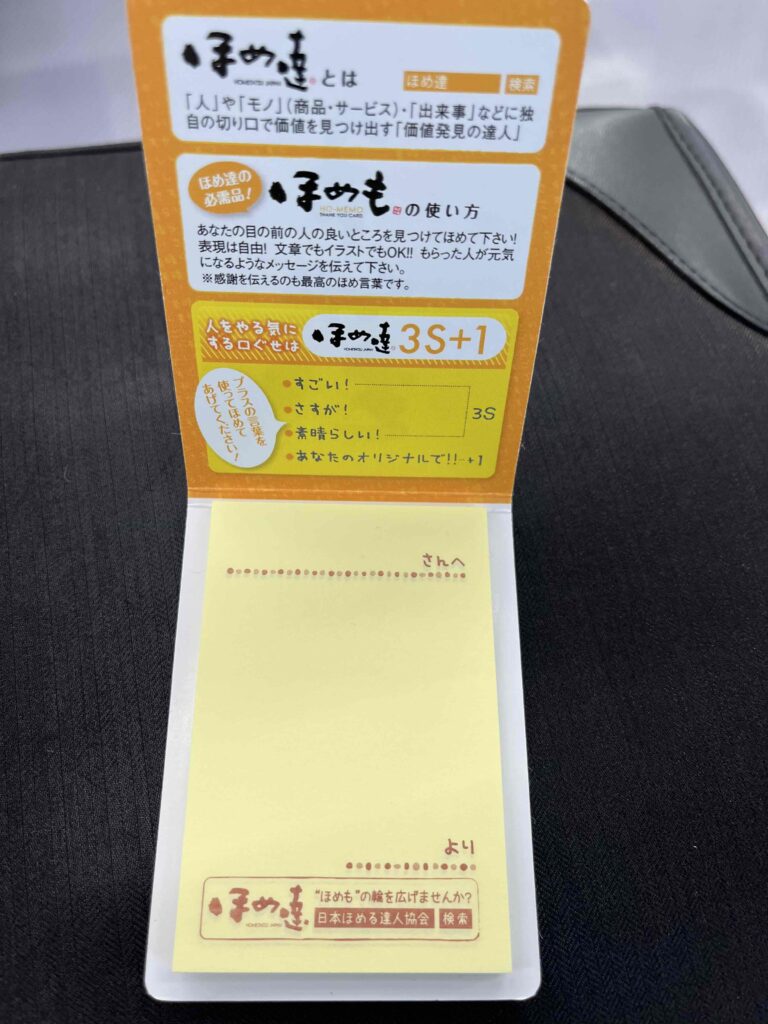 ほめ達とは
HOMETATSU JAPAN
ほめ達 検索
「人」や「モノ」(商品・サービス)・「出来事」などに独
自の切り口で価値を見つけ出す「価値発見の達人」
ほめ達の
必需品!
ほめもの使い方
HO-MEMO
THANK YOU CARD
あなたの目の前の人の良いところを見つけてほめて下さい!
表現は自由! 文章でもイラストでもOK!! もらった人が元気
になるようなメッセージを伝えて下さい。
※感謝を伝えるのも最高のほめ言葉です。
人をやる気に
する口ぐせは
ほめ達 3S+1
プラスの言葉を
使ってほめて
あげてください!
●すごい!
●さすが!
●素晴らしい!
3S
●あなたのオリジナルで!! +1
さんへ
より
ほめ達
HOMETATSU JAPAN
"ほめも"の輪を広げませんか?
日本ほめる達人協会 検索